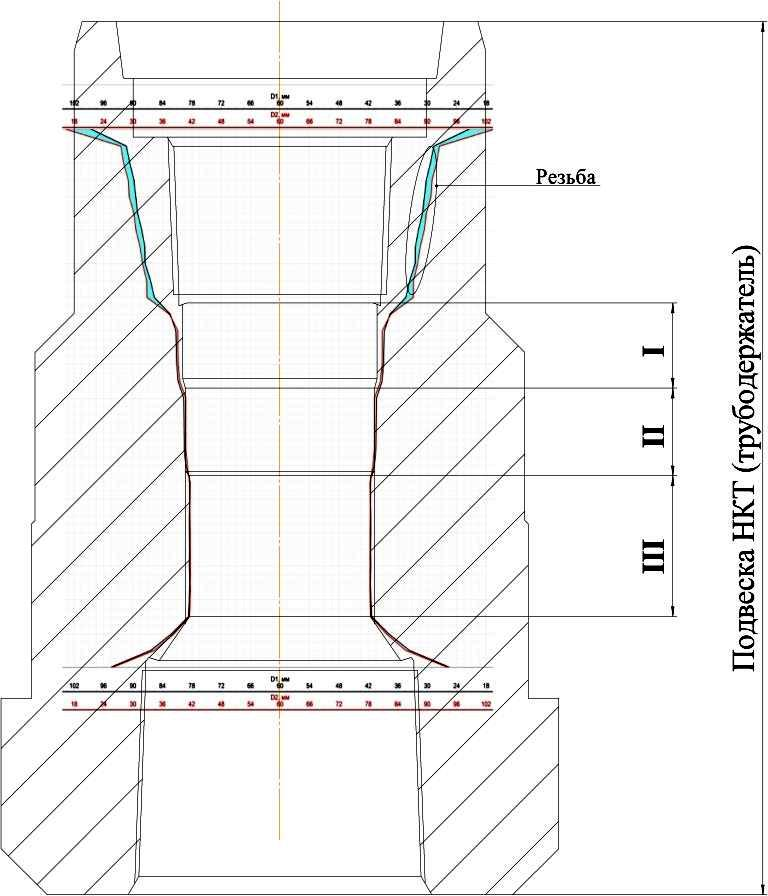 D1, мм
102 96 90 84 78 72 66 60 54 48 42 36 30 24 18
D2, мм
18 24 30 36 42 48 54 60 66 72 78 84 90 96 102
Резьба
I
II
III
Подвеска НКТ (трубодержатель)
D1, мм
102 96 90 84 78 72 66 60 54 48 42 36 30 24 18
D2, мм
18 24 30 36 42 48 54 60 66 72 78 84 90 96 102